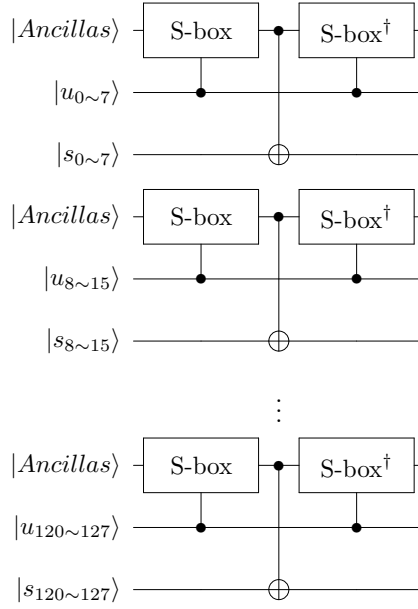 |Ancillas⟩ S-box S-box†
|u₀∼₇⟩
|s₀∼₇⟩
|Ancillas⟩ S-box S-box†
|u₈∼₁₅⟩
|s₈∼₁₅⟩
⋮
|Ancillas⟩ S-box S-box†
|u₁₂₀∼₁₂₇⟩
|s₁₂₀∼₁₂₇⟩